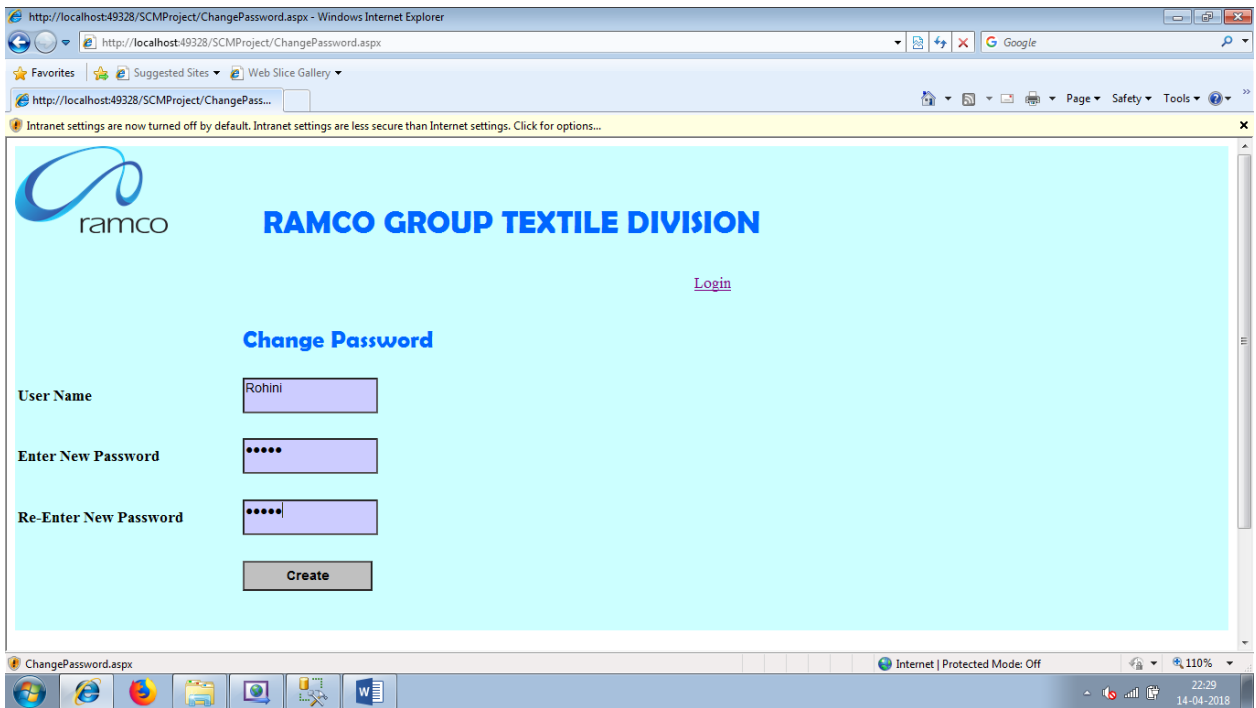 http://localhost:49328/SCMProject/ChangePassword.aspx - Windows Internet Explorer
http://localhost:49328/SCMProject/ChangePassword.aspx
Google
Favorites
Suggested Sites
Web Slice Gallery
http://localhost:49328/SCMProject/ChangePass...
Page Safety Tools
Intranet settings are now turned off by default. Intranet settings are less secure than Internet settings. Click for options...
ramco
RAMCO GROUP TEXTILE DIVISION
Login
Change Password
User Name
Rohini
Enter New Password
•••••
Re-Enter New Password
•••••
Create
ChangePassword.aspx
Internet | Protected Mode: Off
110%
22:29
14-04-2018